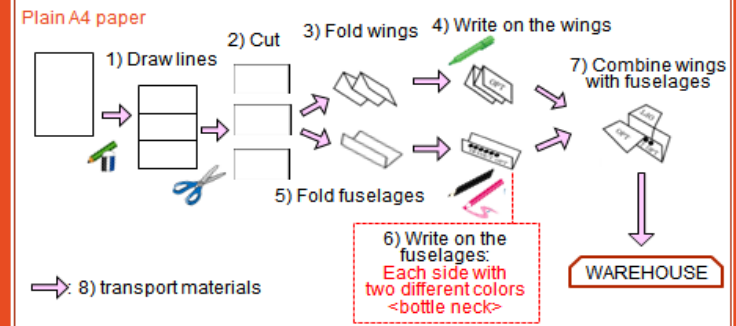 Plain A4 paper
1) Draw lines
2) Cut
3) Fold wings
4) Write on the wings
7) Combine wings
with fuselages
OPT
5) Fold fuselages
6) Write on the
fuselages:
Each side with
two different colors
<bottle neck>
WAREHOUSE
: 8) transport materials